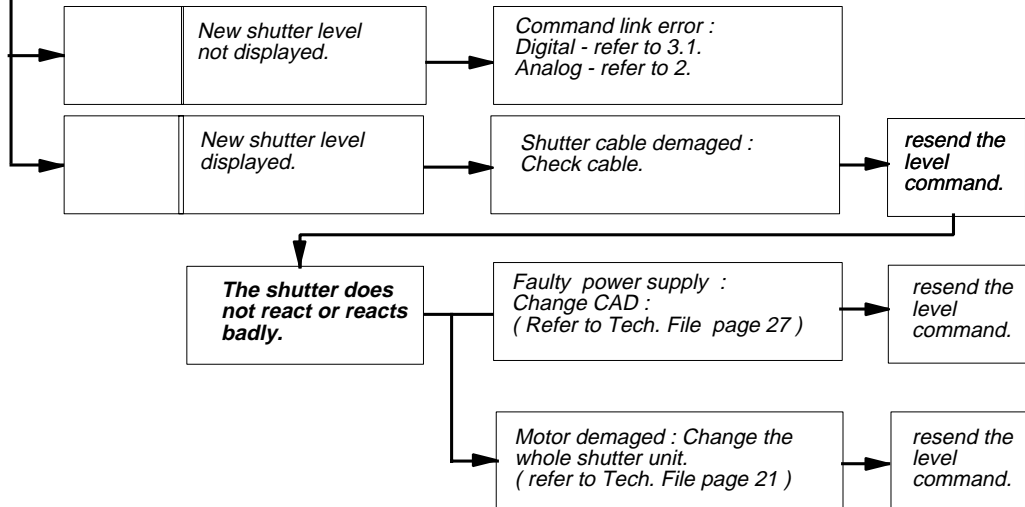 New shutter level
not displayed.
Command link error :
Digital - refer to 3.1.
Analog - refer to 2.
New shutter level
displayed.
Shutter cable demaged :
Check cable.
resend the
level
command.
The shutter does
not react or reacts
badly.
Faulty power supply :
Change CAD :
( Refer to Tech. File page 27 )
resend the
level
command.
Motor demaged : Change the
whole shutter unit.
( refer to Tech. File page 21 )
resend the
level
command.